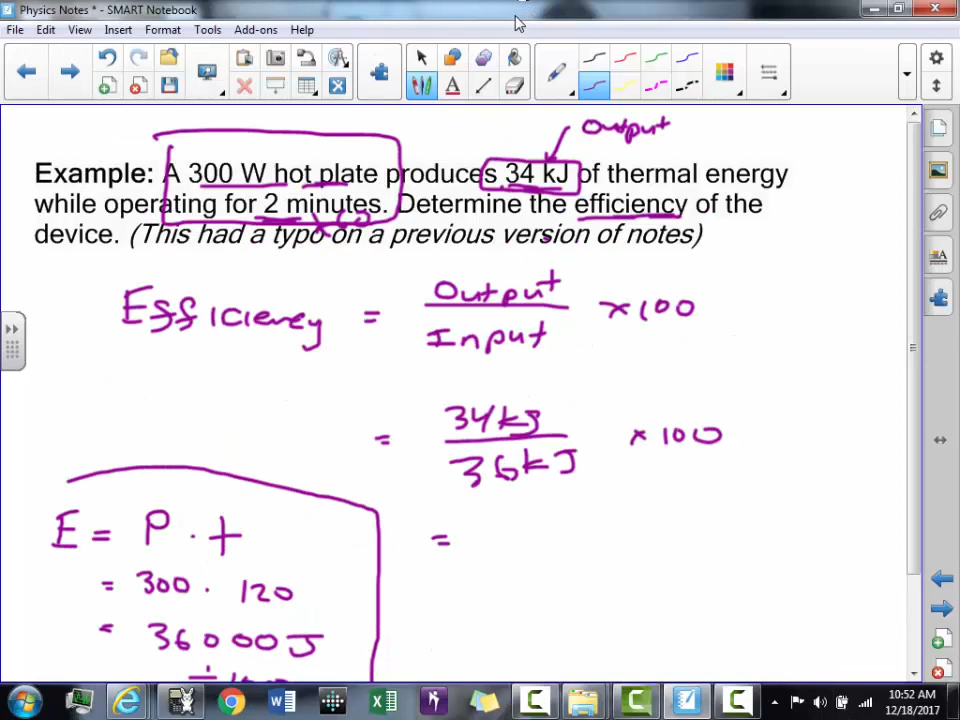 Physics Notes * - SMART Notebook
File Edit View Insert Format Tools Add-ons Help
Output
Example: A 300 W hot plate produces 34 kJ of thermal energy
while operating for 2 minutes. Determine the efficiency of the
x60
device. (This had a typo on a previous version of notes)
Efficiency = Output / Input × 100
= 34kJ / 36kJ × 100
E = P · t
=
= 300 · 120
= 36000J
10:52 AM
12/18/2017